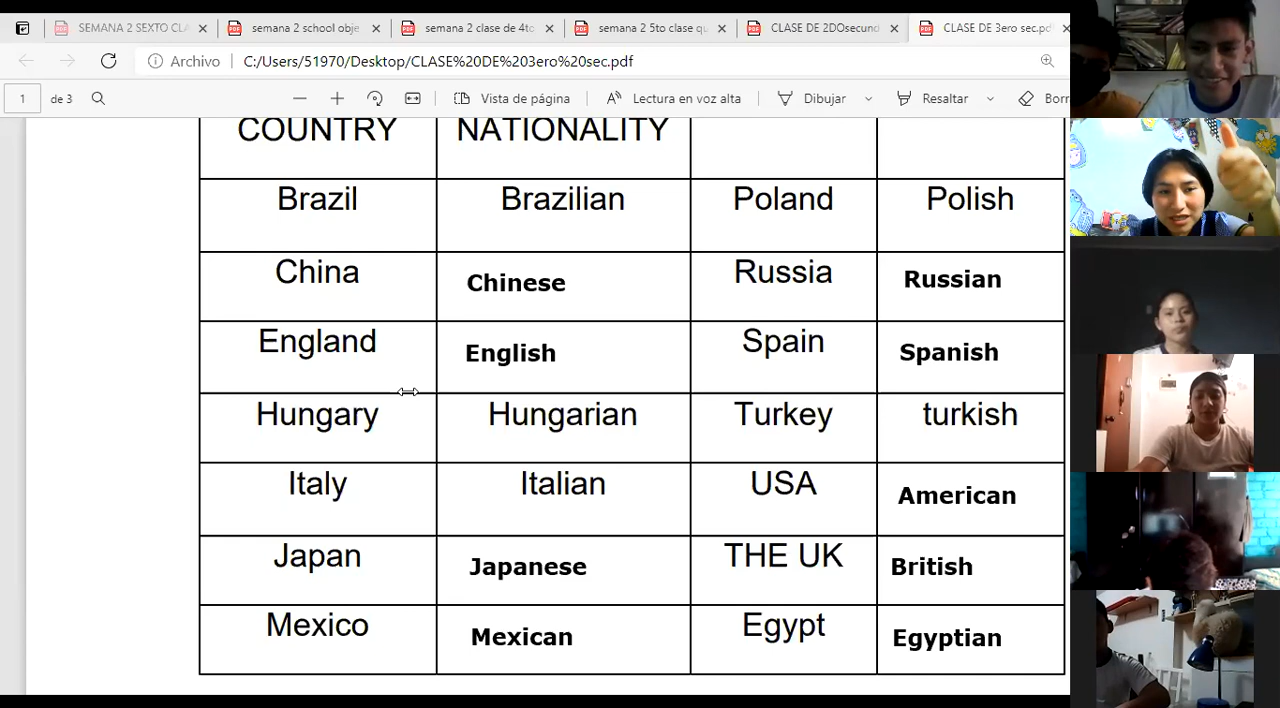 SEMANA 2 SEXTO CL
semana 2 school obje
semana 2 clase de 4to
semana 2 5to clase qu
CLASE DE 2DOsecund
CLASE DE 3ero sec.pdf
Archivo C:/Users/51970/Desktop/CLASE%20DE%203ero%20sec.pdf
1 de 3 Vista de página Lectura en voz alta Dibujar Resaltar Borr
COUNTRY NATIONALITY
Brazil Brazilian Poland Polish
China Chinese Russia Russian
England English Spain Spanish
Hungary Hungarian Turkey turkish
Italy Italian USA American
Japan Japanese THE UK British
Mexico Mexican Egypt Egyptian